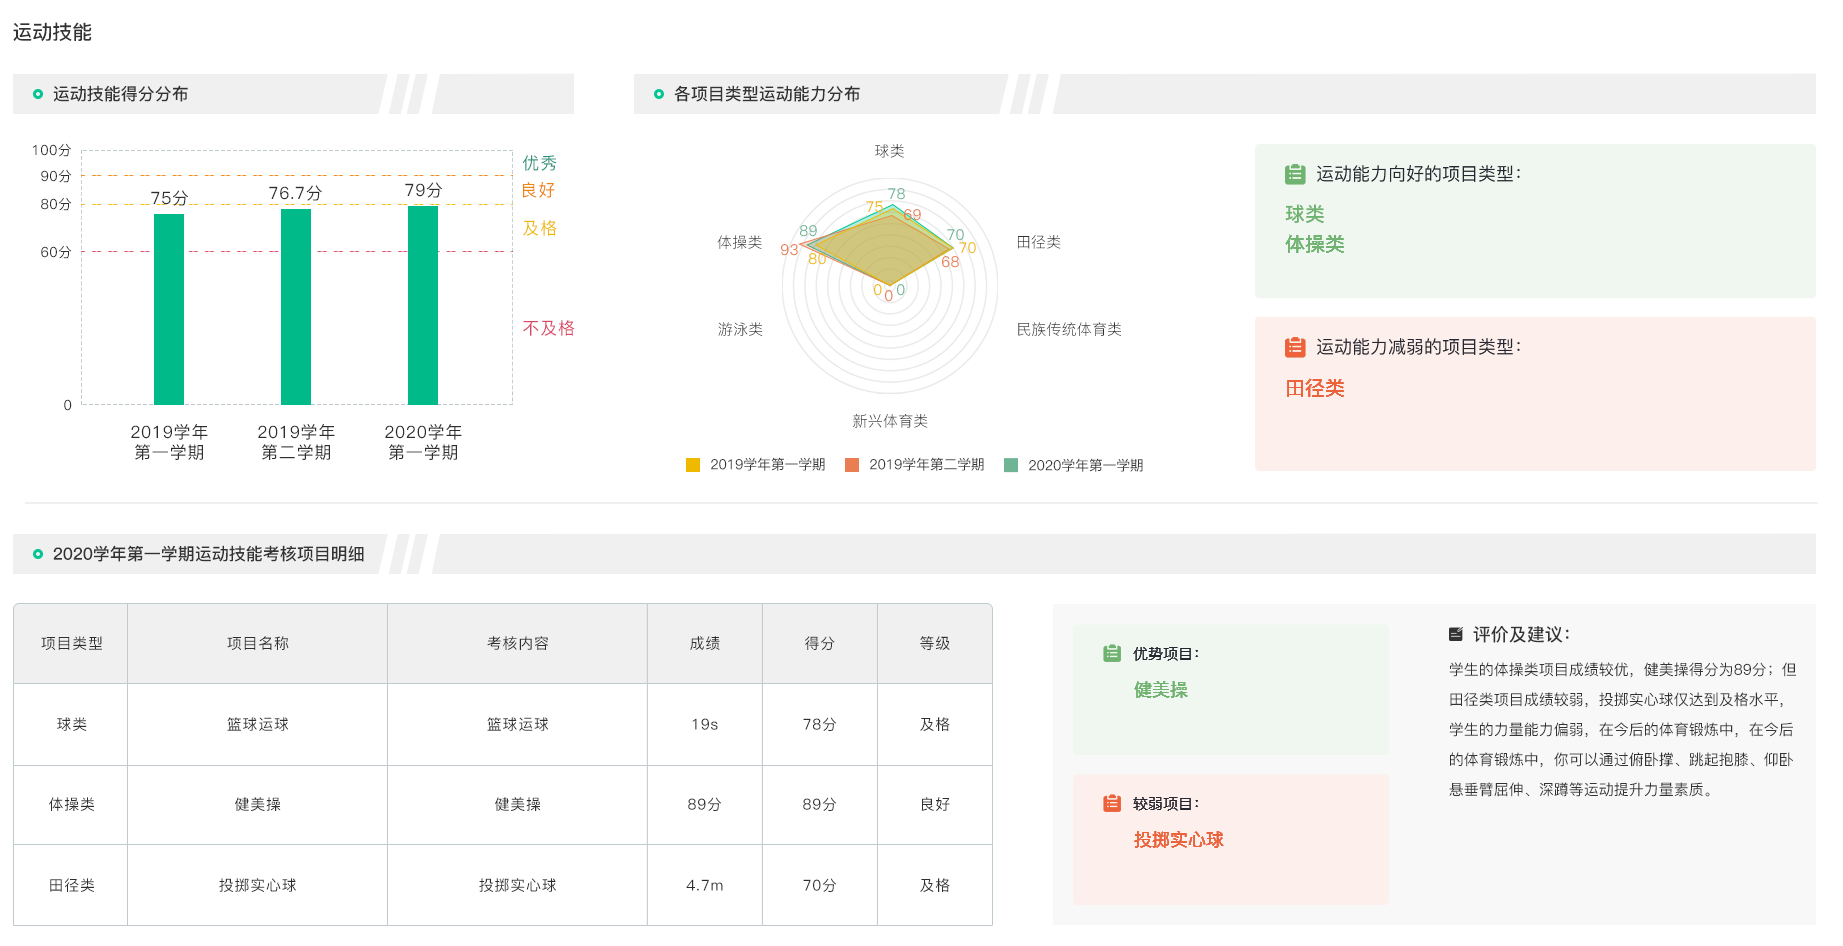 运动技能
运动技能得分分布
100分
90分
80分
60分
0
75分
76.7分
79分
优秀
良好
及格
不及格
2019学年
第一学期
2019学年
第二学期
2020学年
第一学期
各项目类型运动能力分布
球类
田径类
民族传统体育类
新兴体育类
游泳类
体操类
78
75
69
89
93
80
70
70
68
0
0
0
2019学年第一学期
2019学年第二学期
2020学年第一学期
运动能力向好的项目类型:
球类
体操类
运动能力减弱的项目类型:
田径类
2020学年第一学期运动技能考核项目明细
项目类型 项目名称 考核内容 成绩 得分 等级
球类 篮球运球 篮球运球 19s 78分 及格
体操类 健美操 健美操 89分 89分 良好
田径类 投掷实心球 投掷实心球 4.7m 70分 及格
优势项目:
健美操
较弱项目:
投掷实心球
评价及建议:
学生的体操类项目成绩较优，健美操得分为89分；但
田径类项目成绩较弱，投掷实心球仅达到及格水平，
学生的力量能力偏弱，在今后的体育锻炼中，在今后
的体育锻炼中，你可以通过俯卧撑、跳起抱膝、仰卧
悬垂臂屈伸、深蹲等运动提升力量素质。